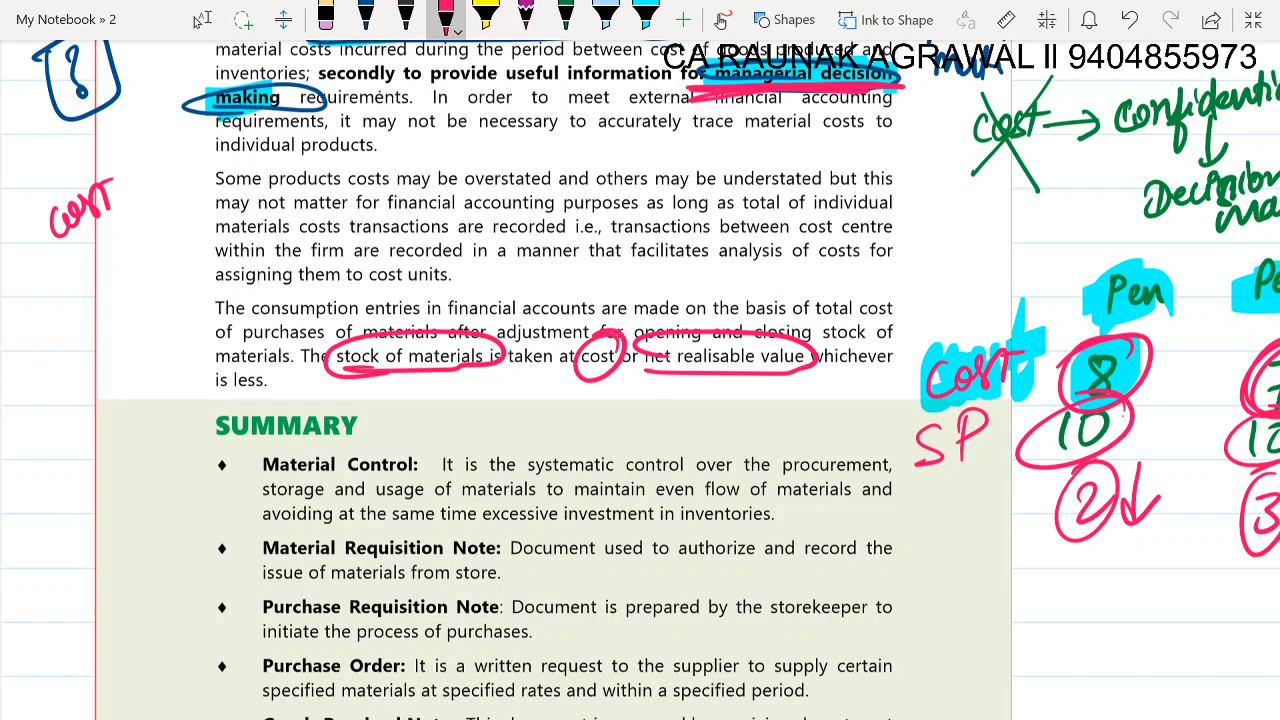 My Notebook » 2
Shapes
Ink to Shape
material costs incurred during the period between cost of goods produced and
CA RAUNAK AGRAWAL II 9404855973
inventories; secondly to provide useful information for managerial decision
making requirements. In order to meet external financial accounting
requirements, it may not be necessary to accurately trace material costs to
individual products.
cost → Confidenti
Decision
Ma
cost
Some products costs may be overstated and others may be understated but this
may not matter for financial accounting purposes as long as total of individual
materials costs transactions are recorded i.e., transactions between cost centre
within the firm are recorded in a manner that facilitates analysis of costs for
assigning them to cost units.
The consumption entries in financial accounts are made on the basis of total cost
of purchases of materials after adjustment for opening and closing stock of
materials. The stock of materials is taken at cost or net realisable value whichever
is less.
Pen Pe
Cost 8 7
SP 10 12
2 ↓ 3
SUMMARY
♦ Material Control: It is the systematic control over the procurement,
storage and usage of materials to maintain even flow of materials and
avoiding at the same time excessive investment in inventories.
♦ Material Requisition Note: Document used to authorize and record the
issue of materials from store.
♦ Purchase Requisition Note: Document is prepared by the storekeeper to
initiate the process of purchases.
♦ Purchase Order: It is a written request to the supplier to supply certain
specified materials at specified rates and within a specified period.